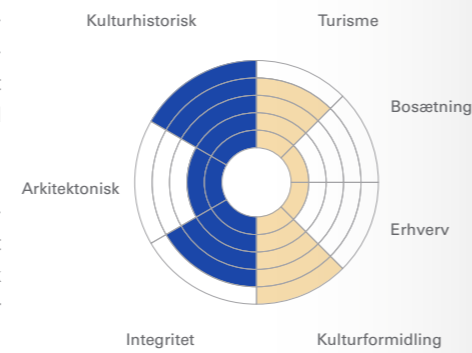 Kulturhistorisk
Turisme
Bosætning
Arkitektonisk
Erhverv
Integritet
Kulturformidling